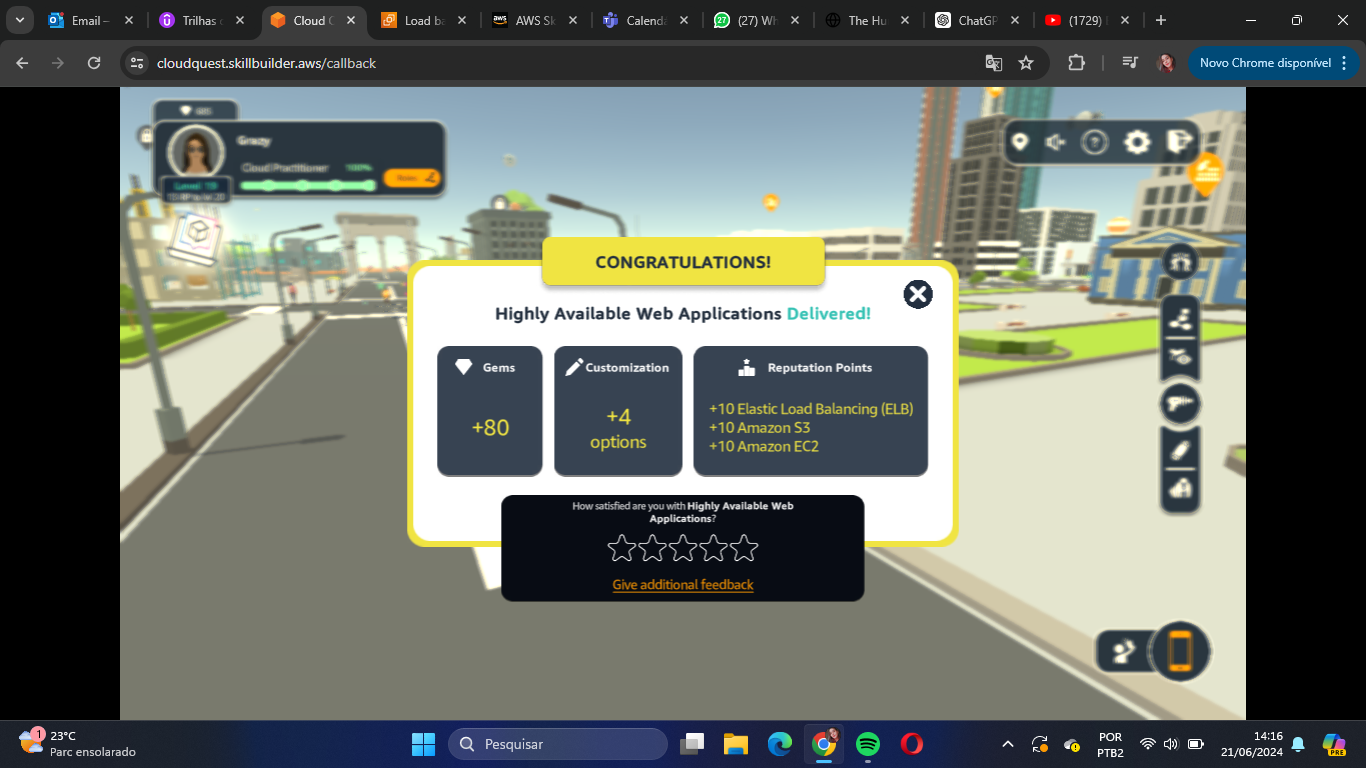 Email –
Trilhas
Cloud
Load ba
AWS Sk
Calenda
(27) Wh
The Hu
ChatGP
(1729)
cloudquest.skillbuilder.aws/callback
Novo Chrome disponível
Grazy
Cloud Practitioner 100%
Level 19
CONGRATULATIONS!
Highly Available Web Applications Delivered!
Gems
+80
Customization
+4
options
Reputation Points
+10 Elastic Load Balancing (ELB)
+10 Amazon S3
+10 Amazon EC2
How satisfied are you with Highly Available Web
Applications?
Give additional feedback
1
23°C
Parc ensolarado
Pesquisar
PRE
POR
PTB2
14:16
21/06/2024